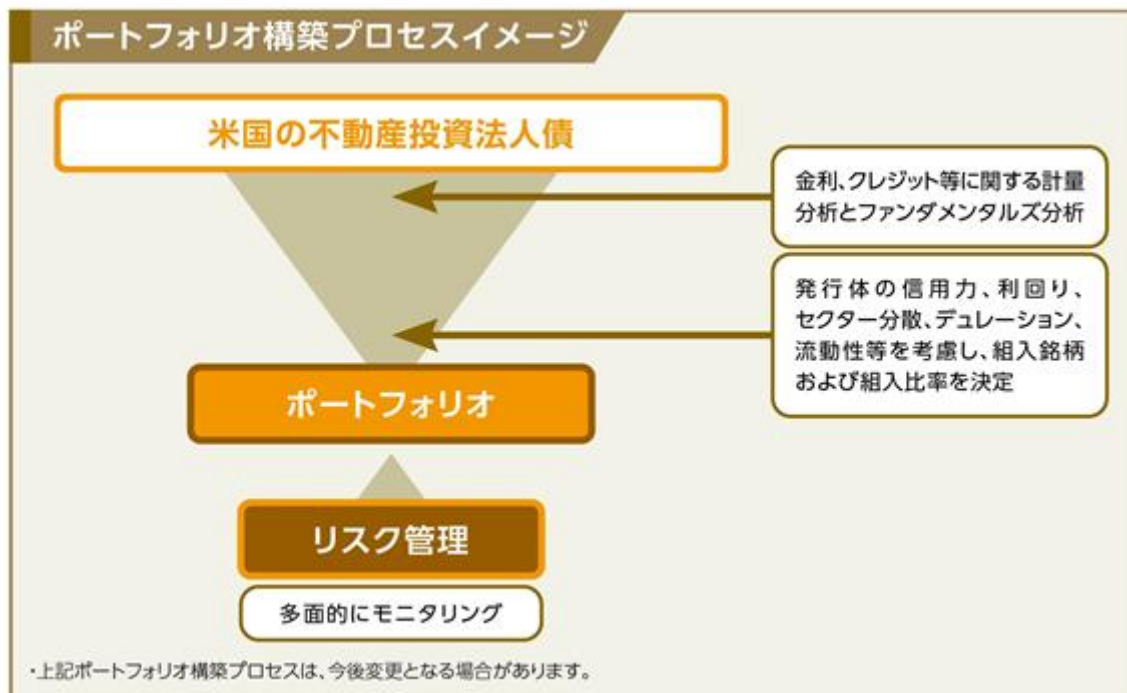 ポートフォリオ構築プロセスイメージ
米国の不動産投資法人債
金利、クレジット等に関する計量
分析とファンダメンタルズ分析
発行体の信用力、利回り、
セクター分散、デュレーション、
流動性等を考慮し、組入銘柄
および組入比率を決定
ポートフォリオ
リスク管理
多面的にモニタリング
・上記ポートフォリオ構築プロセスは、今後変更となる場合があります。